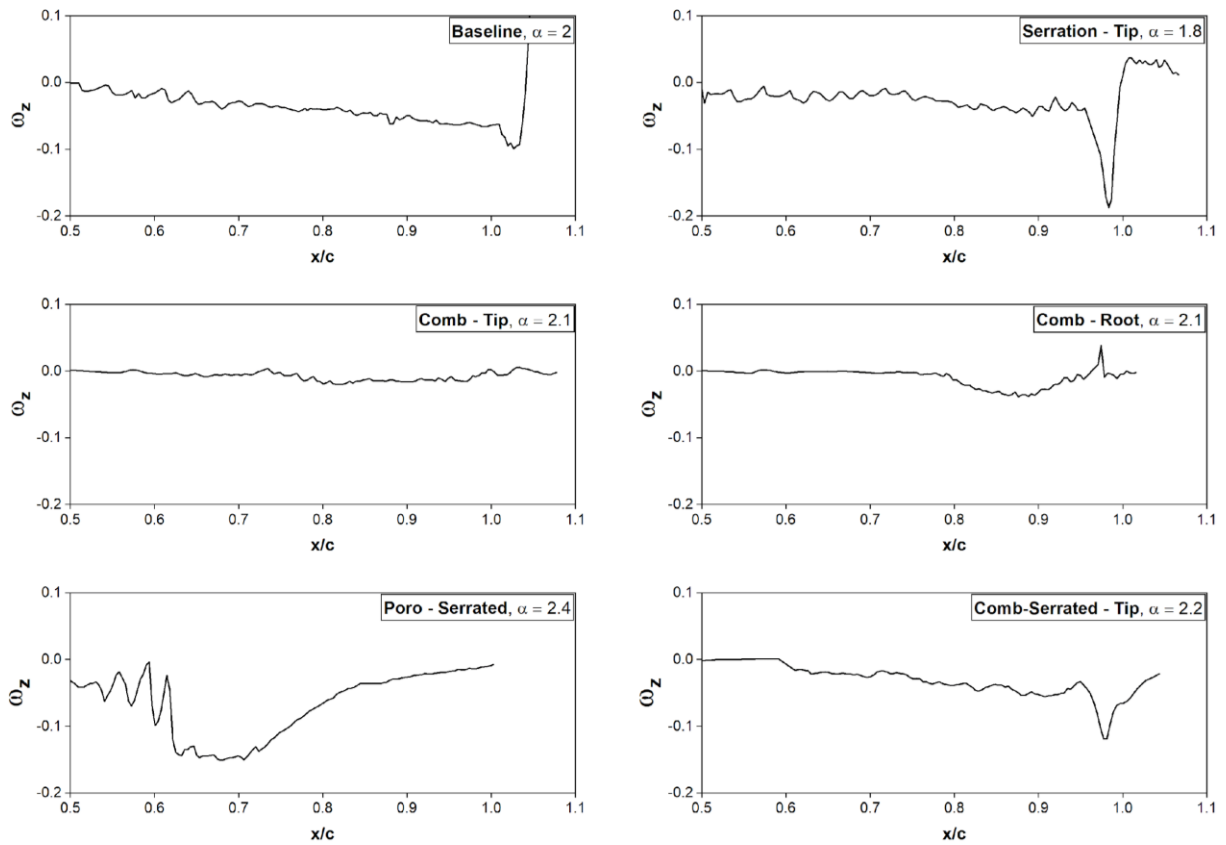 Baseline, α = 2
0.1
0.0
-0.1
-0.2
ωz
0.5 0.6 0.7 0.8 0.9 1.0 1.1
x/c
Serration - Tip, α = 1.8
0.1
0.0
-0.1
-0.2
ωz
0.5 0.6 0.7 0.8 0.9 1.0 1.1
x/c
Comb - Tip, α = 2.1
0.1
0.0
-0.1
-0.2
ωz
0.5 0.6 0.7 0.8 0.9 1.0 1.1
x/c
Comb - Root, α = 2.1
0.1
0.0
-0.1
-0.2
ωz
0.5 0.6 0.7 0.8 0.9 1.0 1.1
x/c
Poro - Serrated, α = 2.4
0.1
0.0
-0.1
-0.2
ωz
0.5 0.6 0.7 0.8 0.9 1.0 1.1
x/c
Comb-Serrated - Tip, α = 2.2
0.1
0.0
-0.1
-0.2
ωz
0.5 0.6 0.7 0.8 0.9 1.0 1.1
x/c